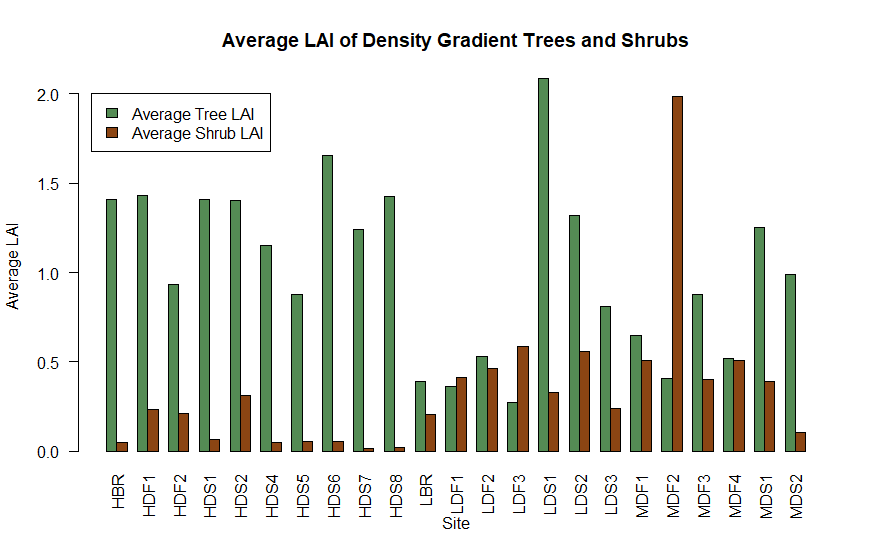 Average LAI of Density Gradient Trees and Shrubs
Average Tree LAI
Average Shrub LAI
Average LAI
2.0
1.5
1.0
0.5
0.0
HBR HDF1 HDF2 HDS1 HDS2 HDS4 HDS5 HDS6 HDS7 HDS8 LBR LDF1 LDF2 LDF3 LDS1 LDS2 LDS3 MDF1 MDF2 MDF3 MDF4 MDS1 MDS2
Site